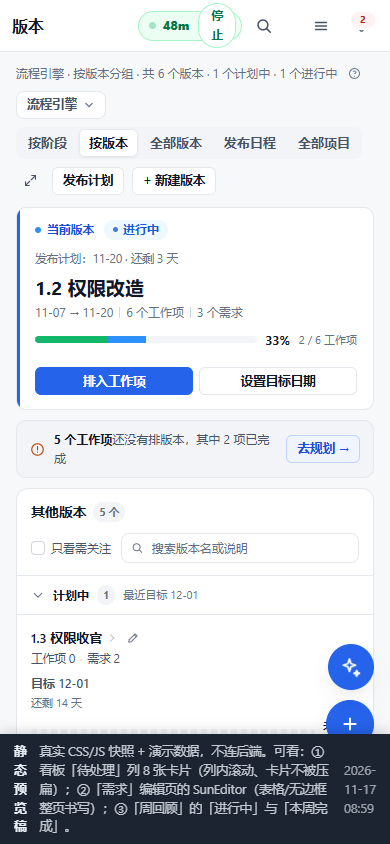 版本
48m
停
止
2
流程引擎 · 按版本分组 · 共 6 个版本 · 1 个计划中 · 1 个进行中
流程引擎
按阶段 按版本 全部版本 发布日程 全部项目
发布计划 + 新建版本
当前版本 进行中
发布计划：11-20 · 还剩 3 天
1.2 权限改造
11-07 → 11-20 | 6 个工作项 | 3 个需求
33% 2 / 6 工作项
排入工作项 设置目标日期
5 个工作项还没有排版本，其中 2 项已完
成
去规划 →
其他版本 5 个
只看需关注 搜索版本名或说明
计划中 1 最近目标 12-01
1.3 权限收官
工作项 0 · 需求 2
目标 12-01
还剩 14 天
静态预览稿
真实 CSS/JS 快照 + 演示数据，不连后端。可看：①
看板「待处理」列 8 张卡片（列内滚动、卡片不被压
扁）；②「需求」编辑页的 SunEditor（表格/无边框
整页书写）；③「周回顾」的「进行中」与「本周完
成」。
2026-
11-17
08:59